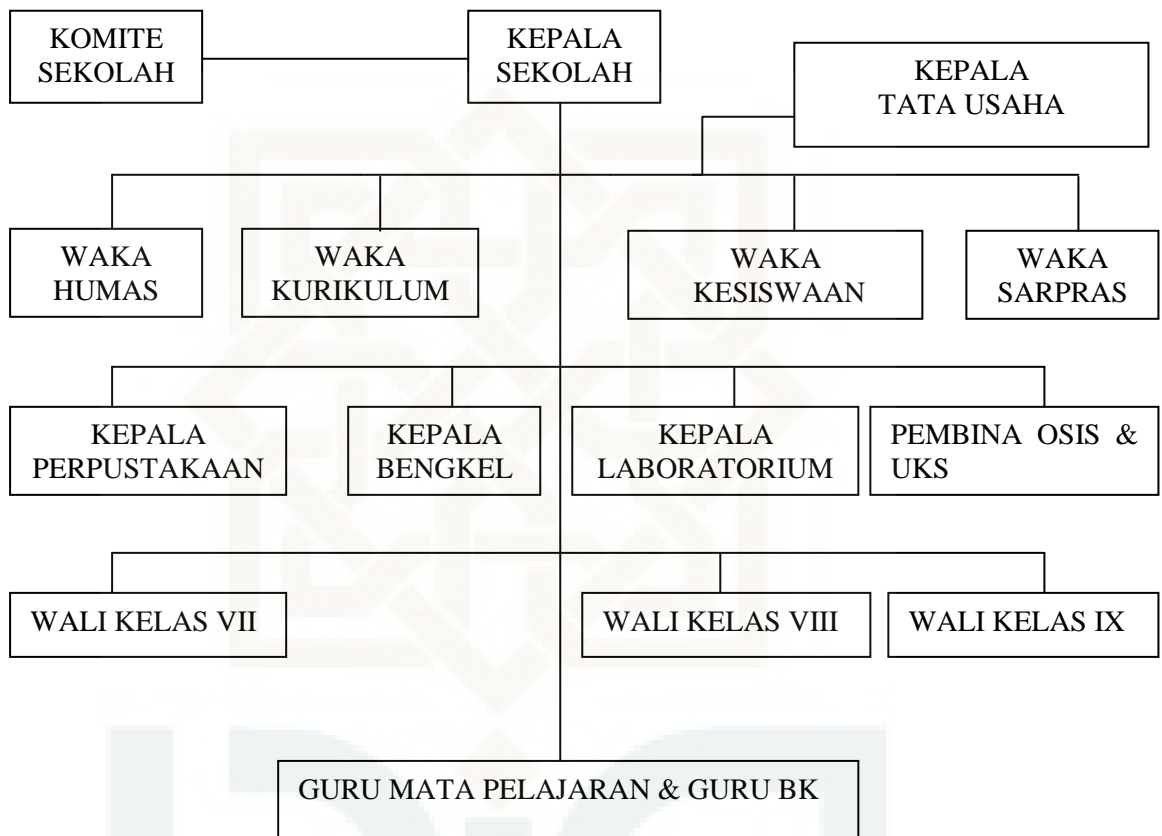 KOMITE
SEKOLAH
KEPALA
SEKOLAH
KEPALA
TATA USAHA
WAKA
HUMAS
WAKA
KURIKULUM
WAKA
KESISWAAN
WAKA
SARPRAS
KEPALA
PERPUSTAKAAN
KEPALA
BENGKEL
KEPALA
LABORATORIUM
PEMBINA OSIS &
UKS
WALI KELAS VII
WALI KELAS VIII
WALI KELAS IX
GURU MATA PELAJARAN & GURU BK